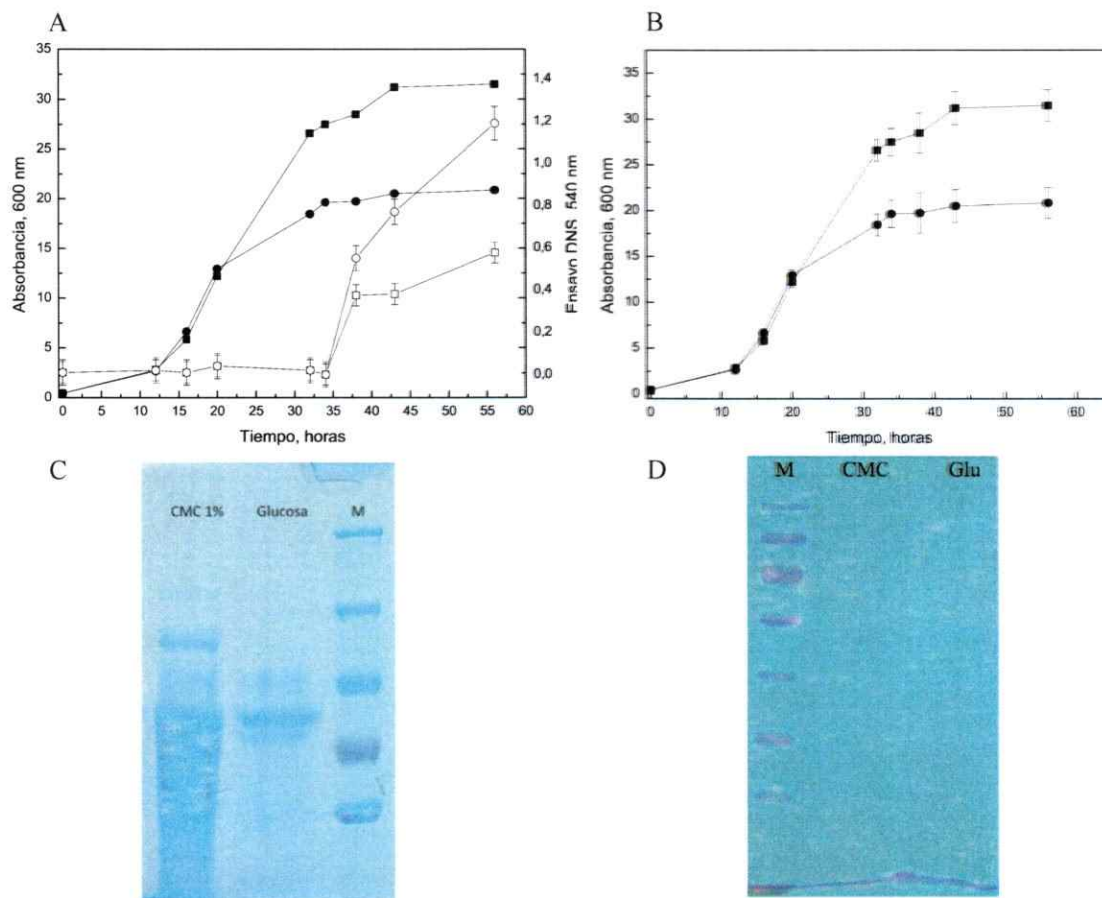 A
35
30
25
20
15
10
5
0
Absorbancia, 600 nm
1,4
1,2
1,0
0,8
0,6
0,4
0,2
0,0
Ensayo DNS, 540 nm
0 5 10 15 20 25 30 35 40 45 50 55 60
Tiempo, horas
B
35
30
25
20
15
10
5
0
Absorbancia, 600 nm
0 10 20 30 40 50 60
Tiempo, horas
C
CMC 1% Glucosa M
D
M CMC Glu